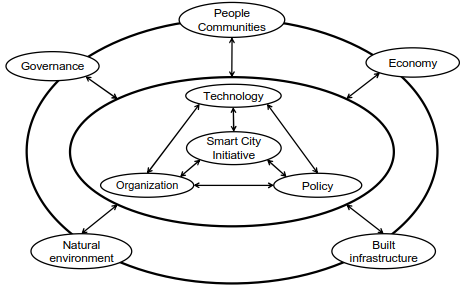 People
Communities
Governance
Economy
Technology
Smart City
Initiative
Organization
Policy
Natural
environment
Built
infrastructure